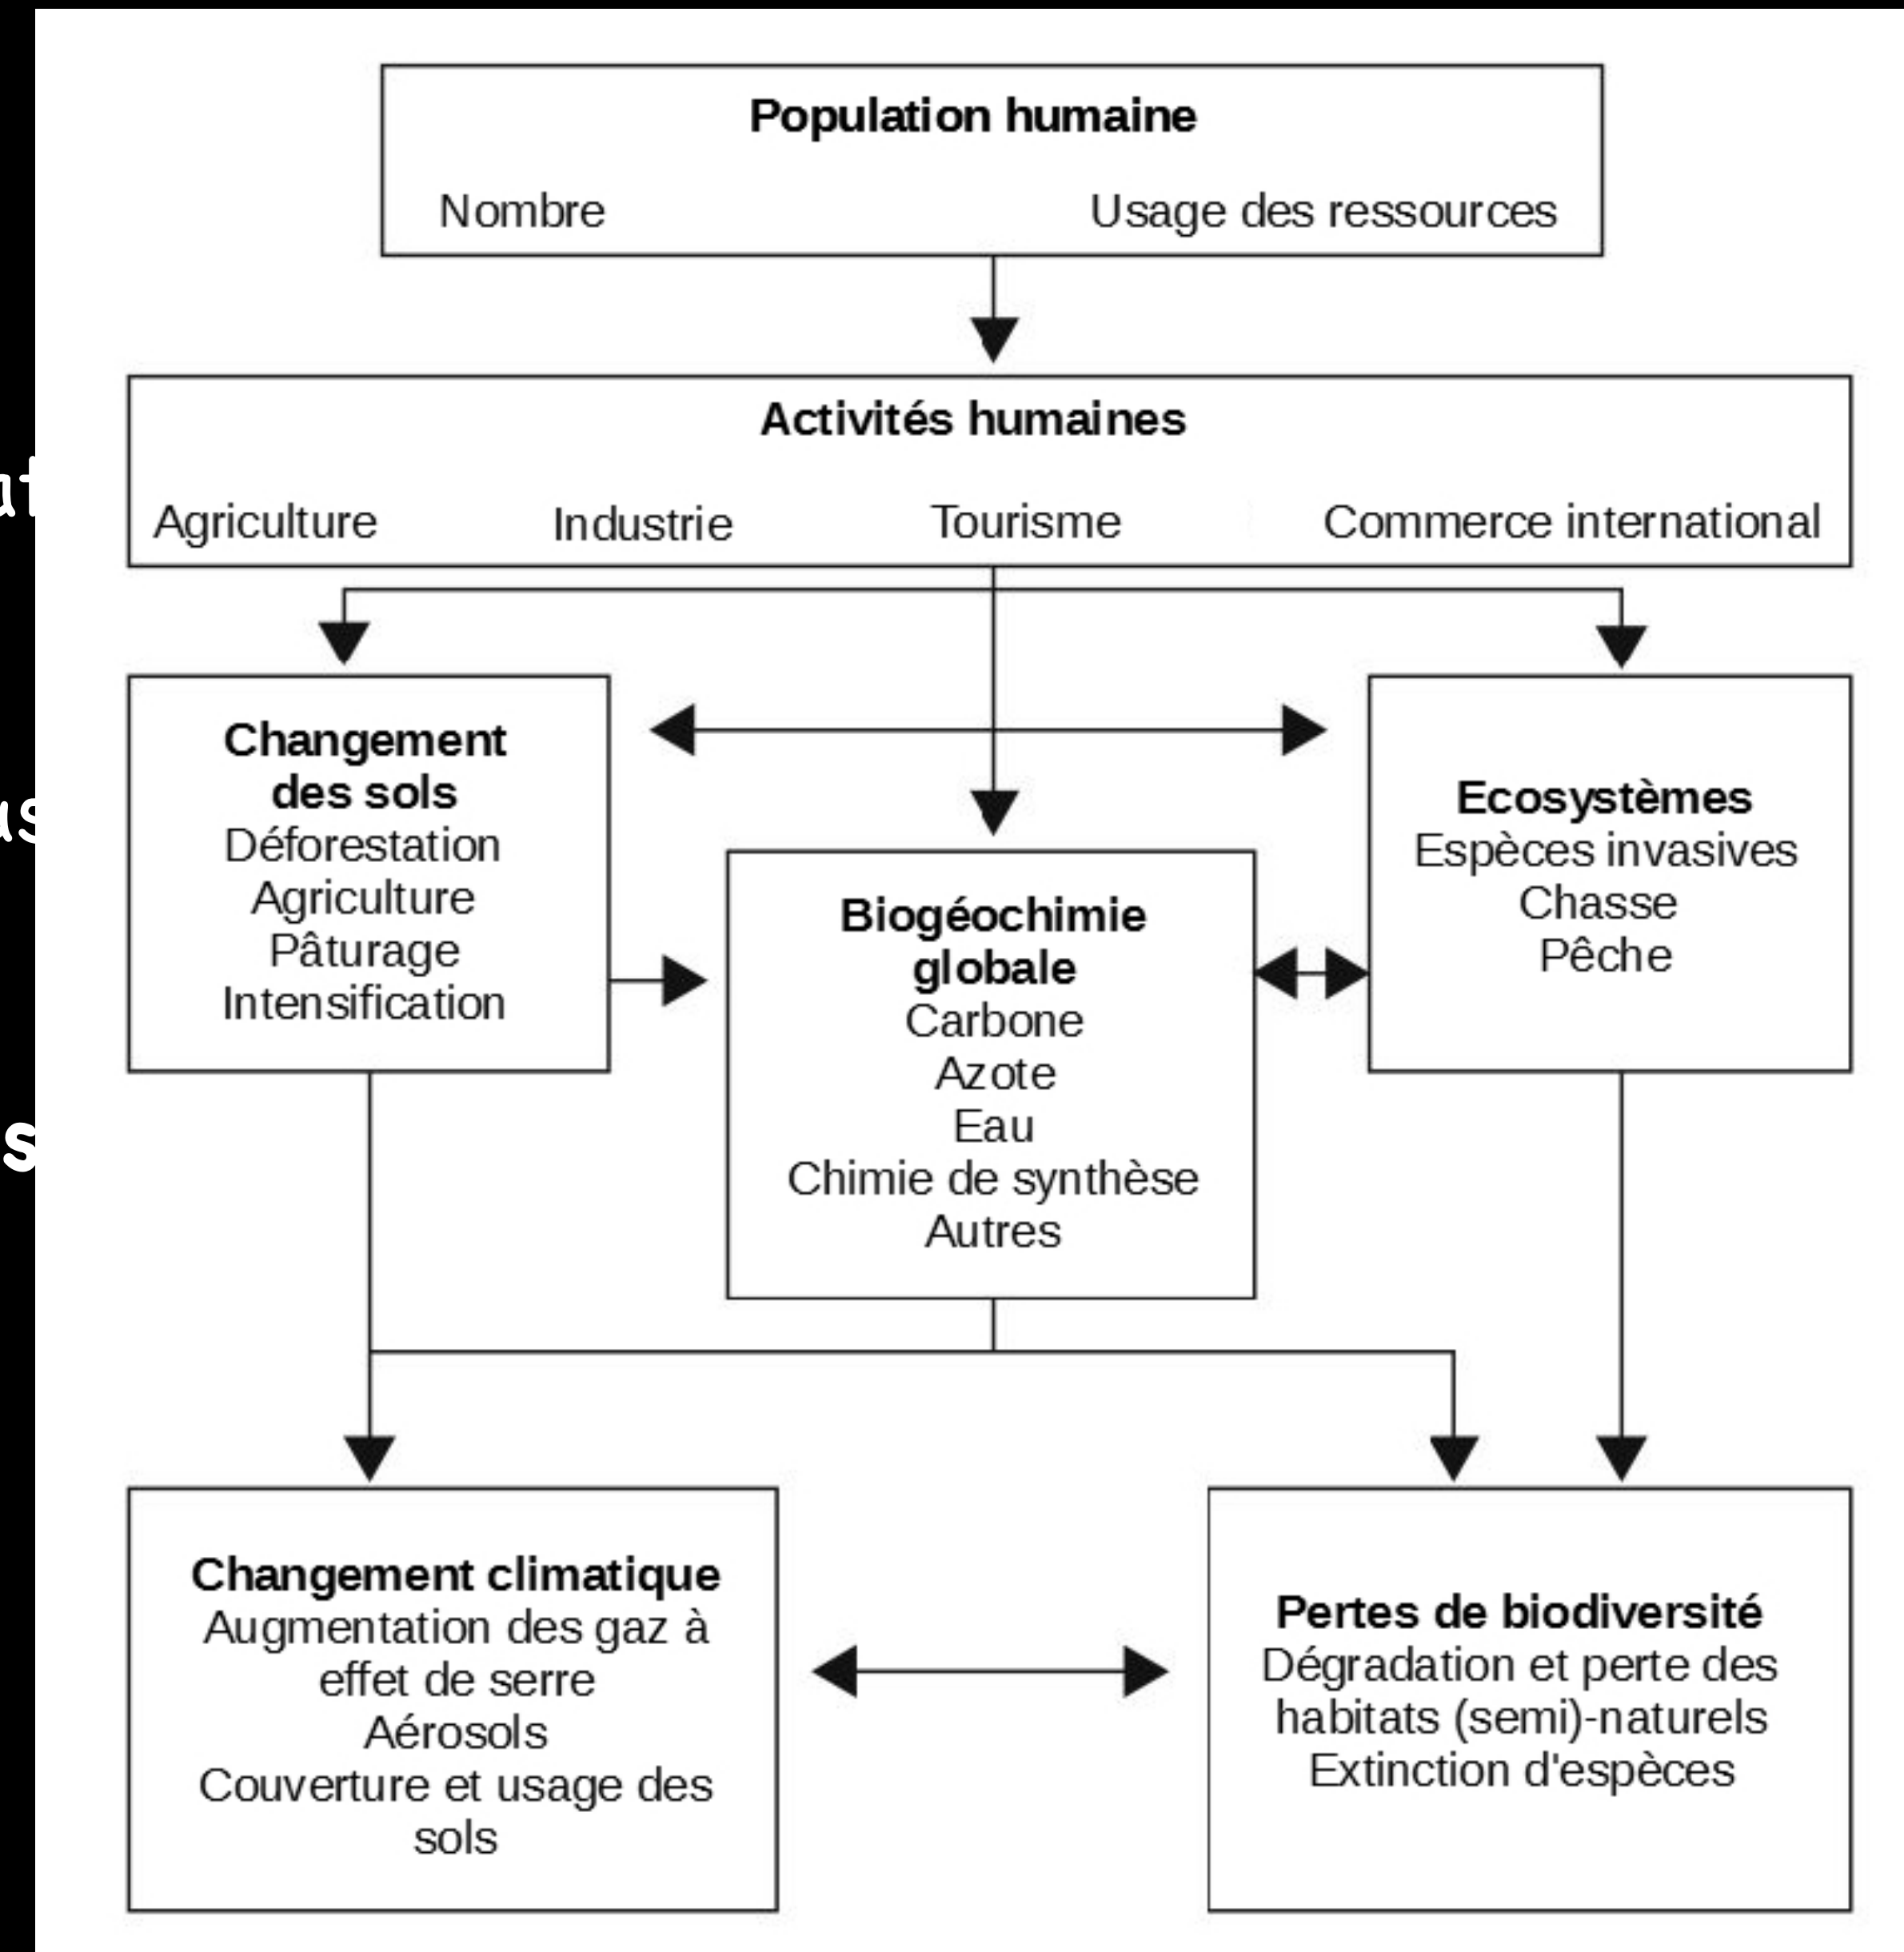 Population humaine
Nombre Usage des ressources
Activités humaines
Agriculture Industrie Tourisme Commerce international
Changement
des sols
Déforestation
Agriculture
Pâturage
Intensification
Biogéochimie
globale
Carbone
Azote
Eau
Chimie de synthèse
Autres
Ecosystèmes
Espèces invasives
Chasse
Pêche
Changement climatique
Augmentation des gaz à
effet de serre
Aérosols
Couverture et usage des
sols
Pertes de biodiversité
Dégradation et perte des
habitats (semi)-naturels
Extinction d'espèces